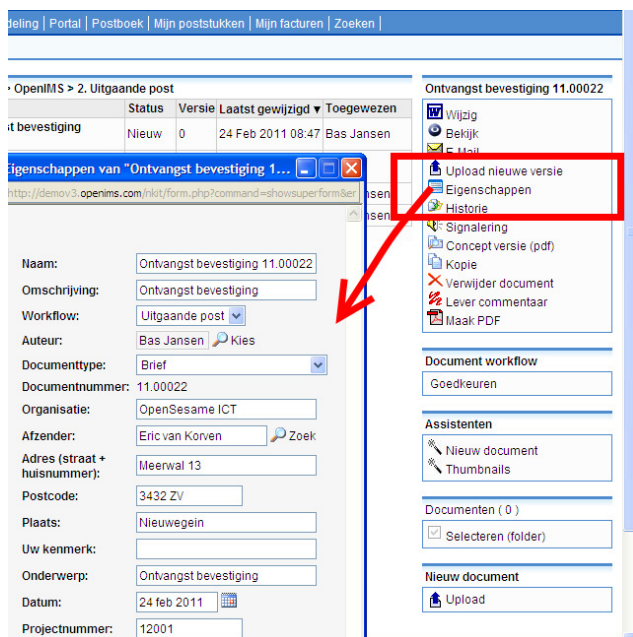 deling | Portal | Postboek | Mijn poststukken | Mijn facturen | Zoeken |
OpenIMS > 2. Uitgaande post
Status Versie Laatst gewijzigd ▼ Toegewezen
st bevestiging
Nieuw 0 24 Feb 2011 08:47 Bas Jansen
nsen
nsen
Eigenschappen van "Ontvangst bevestiging 1...
http://demov3.openims.com/nkit/form.php?command=showsuperform&er
Naam: Ontvangst bevestiging 11.00022
Omschrijving: Ontvangst bevestiging
Workflow: Uitgaande post
Auteur: Bas Jansen Kies
Documenttype: Brief
Documentnummer: 11.00022
Organisatie: OpenSesame ICT
Afzender: Eric van Korven Zoek
Adres (straat +
huisnummer): Meerwal 13
Postcode: 3432 ZV
Plaats: Nieuwegein
Uw kenmerk:
Onderwerp: Ontvangst bevestiging
Datum: 24 feb 2011
Projectnummer: 12001
Ontvangst bevestiging 11.00022
Wijzig
Bekijk
E-Mail
Upload nieuwe versie
Eigenschappen
Historie
Signalering
Concept versie (pdf)
Kopie
Verwijder document
Lever commentaar
Maak PDF
Document workflow
Goedkeuren
Assistenten
Nieuw document
Thumbnails
Documenten ( 0 )
Selecteren (folder)
Nieuw document
Upload